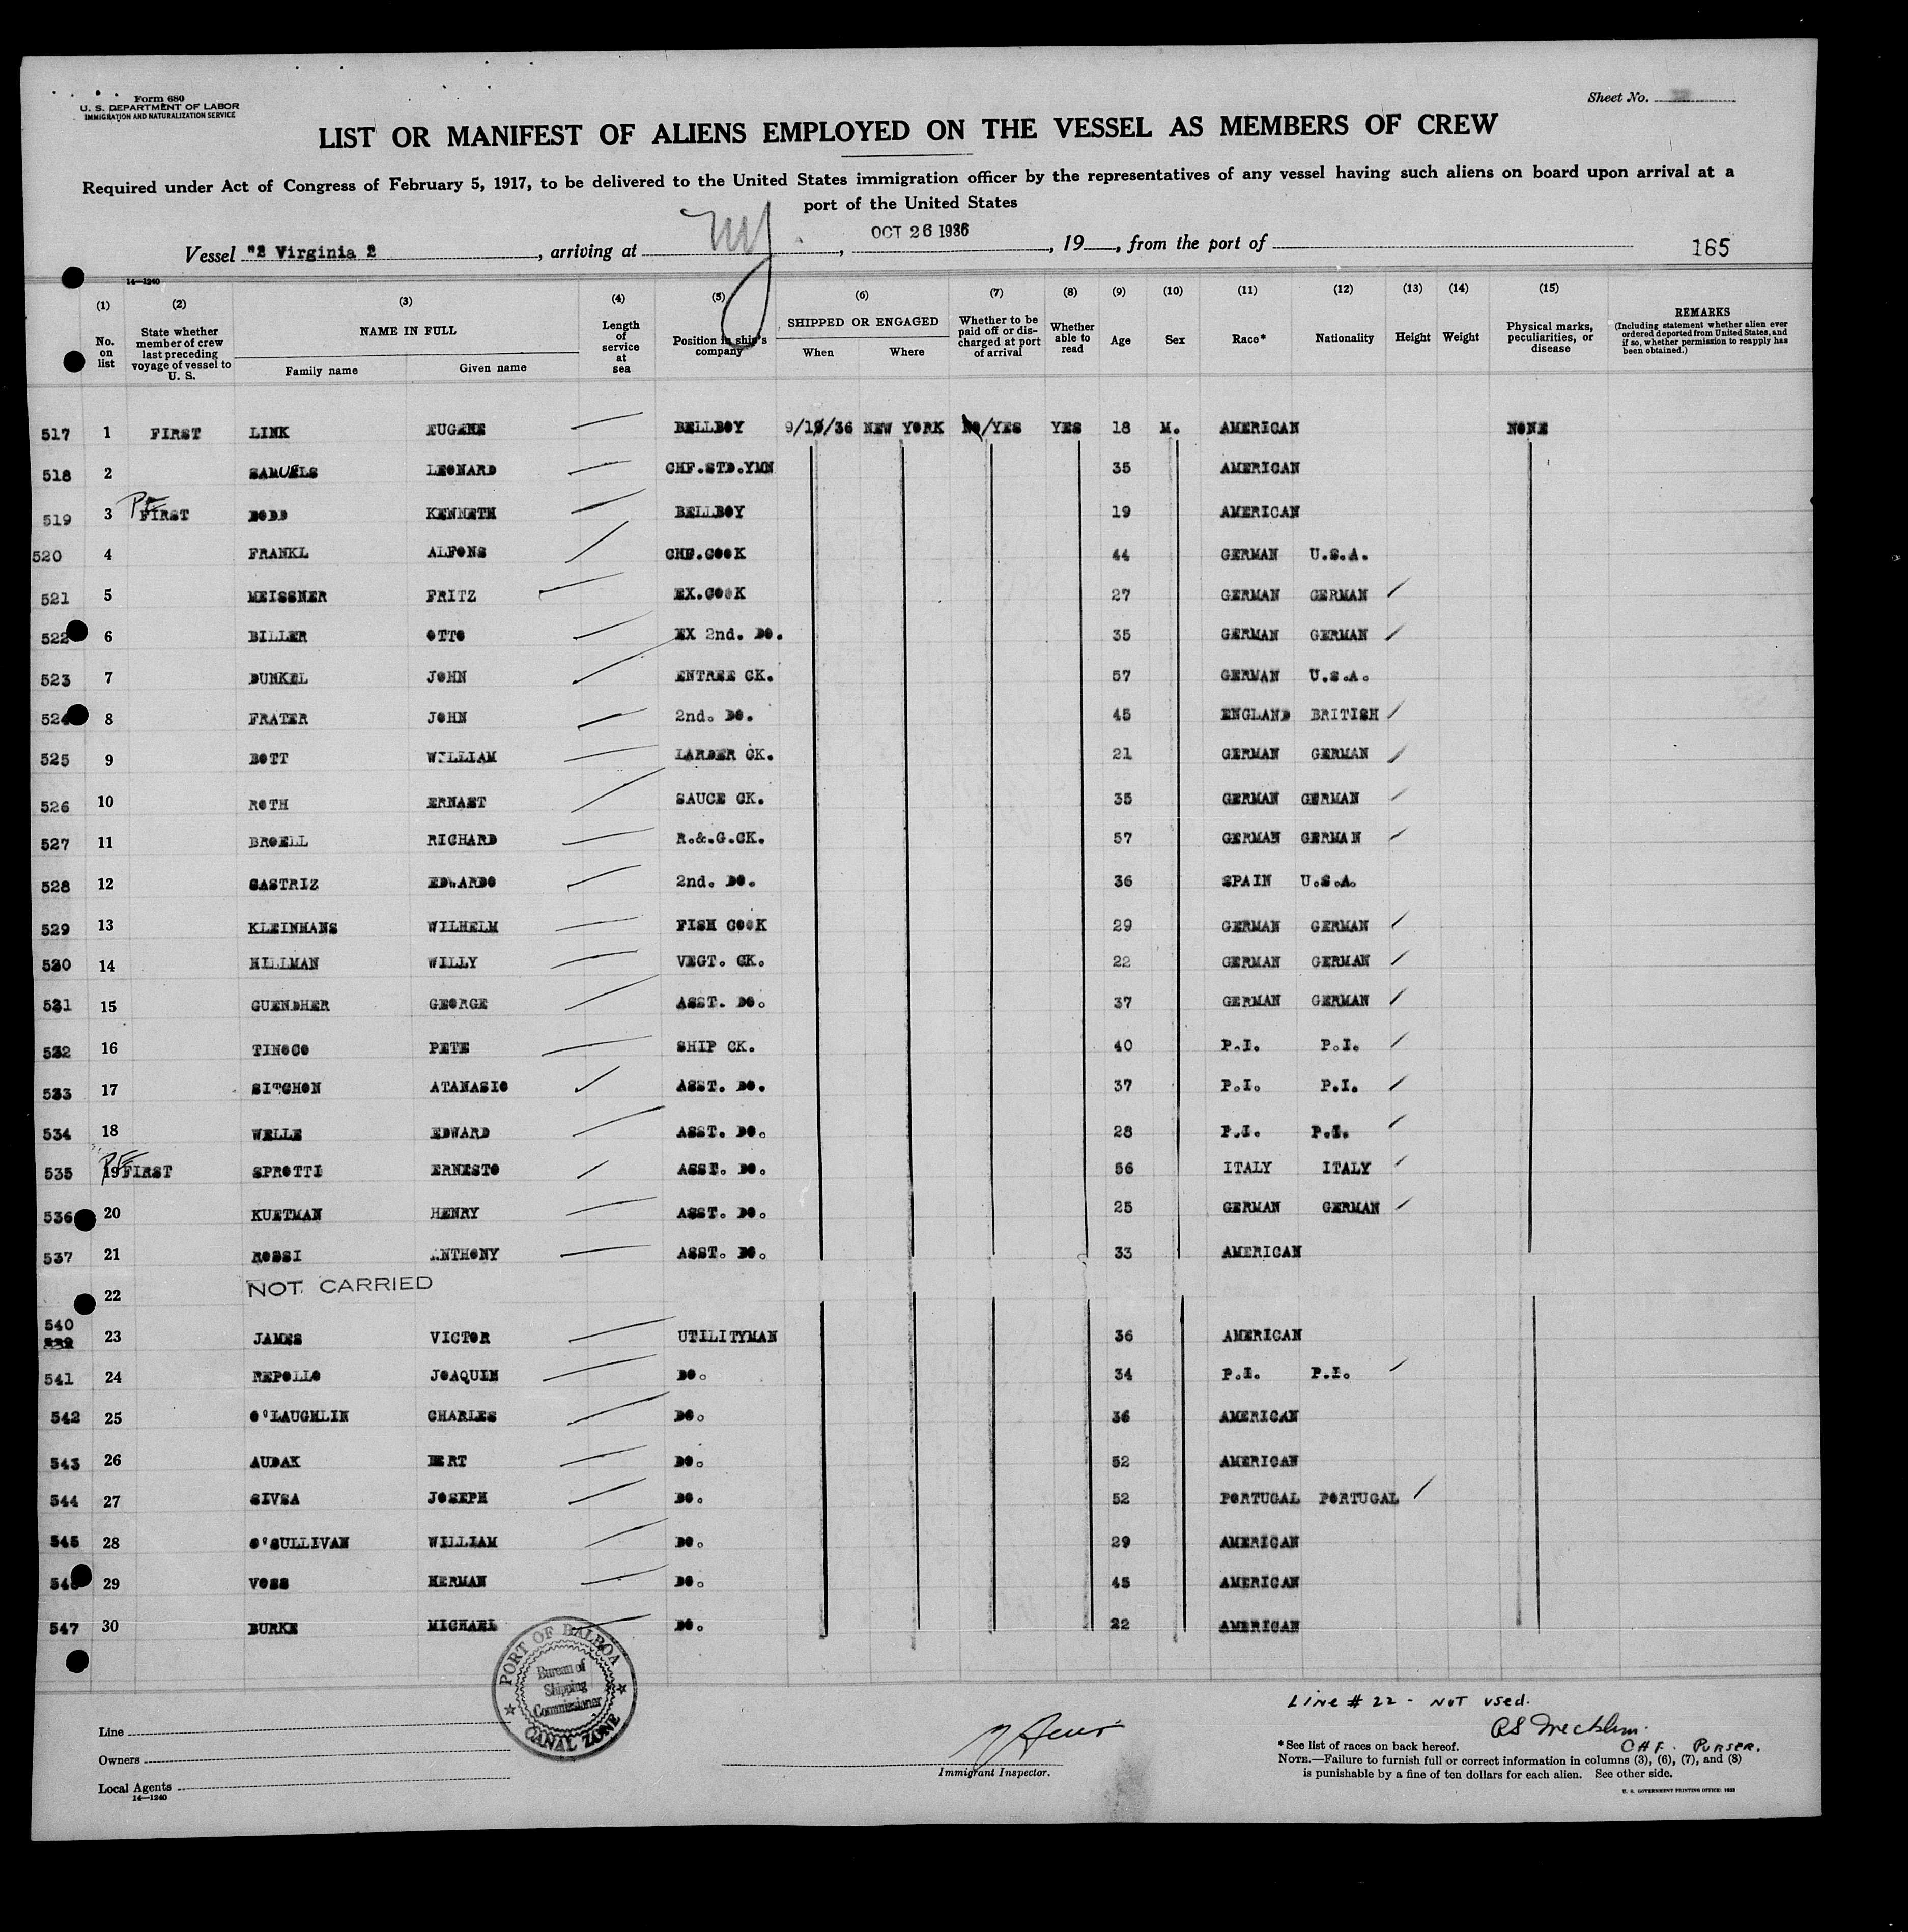 Form 680
U. S. DEPARTMENT OF LABOR
IMMIGRATION AND NATURALIZATION SERVICE
Sheet No.
LIST OR MANIFEST OF ALIENS EMPLOYED ON THE VESSEL AS MEMBERS OF CREW
Required under Act of Congress of February 5, 1917, to be delivered to the United States immigration officer by the representatives of any vessel having such aliens on board upon arrival at a
port of the United States
Vessel "2 Virginia 2, arriving at NY, OCT 26 1936, 19, from the port of 165
14—1240
(1) (2) (3) (4) (5) (6) (7) (8) (9) (10) (11) (12) (13) (14) (15)
No. on list
State whether member of crew last preceding voyage of vessel to U. S.
NAME IN FULL
Family name Given name
Length of service at sea
Position in ship's company
SHIPPED OR ENGAGED
When Where
Whether to be paid off or discharged at port of arrival
Whether able to read
Age
Sex
Race*
Nationality
Height
Weight
Physical marks, peculiarities, or disease
REMARKS
(Including statement whether alien ever ordered deported from United States, and if so, whether permission to reapply has been obtained.)
517 1 FIRST LINK EUGENE BELLBOY 9/19/36 NEW YORK NO/YES YES 18 M. AMERICAN NONE
518 2 SAMUELS LEONARD CHF.STD.YMN 35 AMERICAN
519 3 PF FIRST DODD KENNETH BELLBOY 19 AMERICAN
520 4 FRANKL ALFONS CHF.COOK 44 GERMAN U.S.A.
521 5 MEISSNER FRITZ EX.COOK 27 GERMAN GERMAN
522 6 BILLER OTTO EX 2nd. DO. 35 GERMAN GERMAN
523 7 DUNKEL JOHN ENTREE CK. 57 GERMAN U.S.A.
524 8 FRATER JOHN 2nd. DO. 45 ENGLAND BRITISH
525 9 BOTT WILLIAM LARDER CK. 21 GERMAN GERMAN
526 10 ROTH ERNAST SAUCE CK. 35 GERMAN GERMAN
527 11 BROELL RICHARD R.&.G.CK. 57 GERMAN GERMAN
528 12 CASTRIZ EDWARDO 2nd. DO. 36 SPAIN U.S.A.
529 13 KLEINHANS WILHELM FISH COOK 29 GERMAN GERMAN
530 14 HILLMAN WILLY VEGT. CK. 22 GERMAN GERMAN
531 15 GUENDHER GEORGE ASST. DO. 37 GERMAN GERMAN
532 16 TINOCO PETE SHIP CK. 40 P.I. P.I.
533 17 SITCHON ATANASIO ASST. DO. 37 P.I. P.I.
534 18 WELLE EDWARD ASST. DO. 28 P.I. P.I.
535 19 PF FIRST SPROTTI ERNESTO ASST. DO. 56 ITALY ITALY
536 20 KUETMAN HENRY ASST. DO. 25 GERMAN GERMAN
537 21 ROSSI ANTHONY ASST. DO. 33 AMERICAN
22 NOT CARRIED
540 23 JAMES VICTOR UTILITYMAN 36 AMERICAN
541 24 REPOLLO JOAQUIN DO. 34 P.I. P.I.
542 25 O'LAUGHLIN CHARLES DO. 36 AMERICAN
543 26 AUDAK BERT DO. 52 AMERICAN
544 27 SIVSA JOSEPH DO. 52 PORTUGAL PORTUGAL
545 28 O'SULLIVAN WILLIAM DO. 29 AMERICAN
546 29 VOSS HERMAN DO. 45 AMERICAN
547 30 BURKE MICHAEL DO. 22 AMERICAN
PORT OF BALBOA
Bureau of
Shipping
Commissioner
CANAL ZONE
Line
Owners
Local Agents
14—1240
Immigrant Inspector.
LINE # 22 - NOT USED.
CHF. PURSER.
*See list of races on back hereof.
NOTE.—Failure to furnish full or correct information in columns (3), (6), (7), and (8)
is punishable by a fine of ten dollars for each alien. See other side.